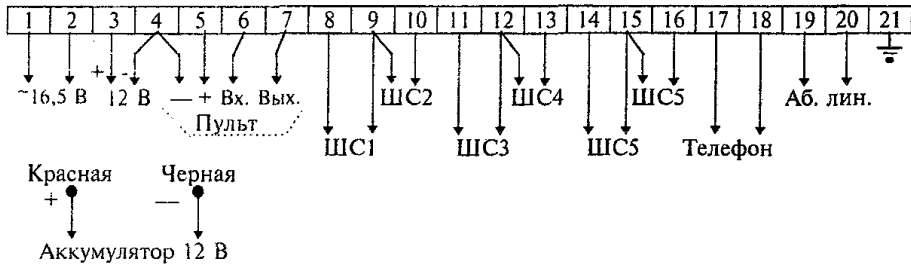 1 2 3 4 5 6 7 8 9 10 11 12 13 14 15 16 17 18 19 20 21
+ -
~16,5 В 12 В — + Вх. Вых. ШС2 ШС4 ШС5 Аб. лин.
Пульт
ШС1 ШС3 ШС5 Телефон
Красная Черная
+ —
Аккумулятор 12 В